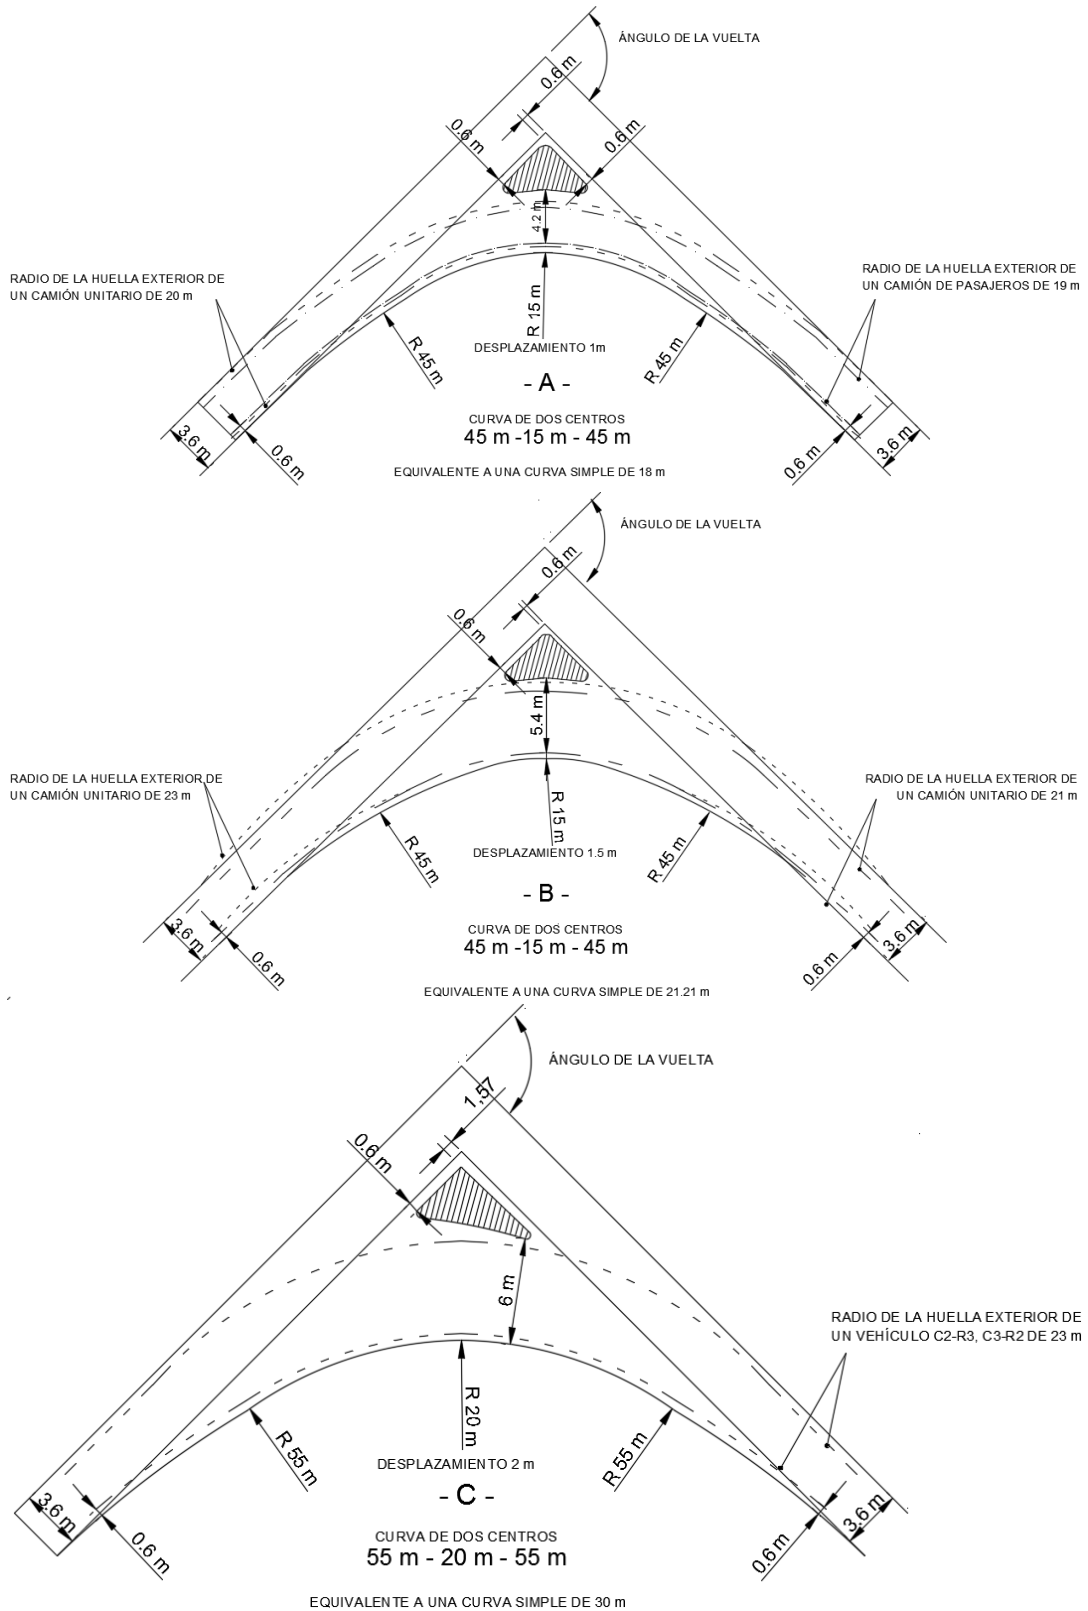 ÁNGULO DE LA VUELTA
0.6 m
0.6 m
0.6 m
4.2 m
RADIO DE LA HUELLA EXTERIOR DE
UN CAMIÓN UNITARIO DE 20 m
RADIO DE LA HUELLA EXTERIOR DE
UN CAMIÓN DE PASAJEROS DE 19 m
R 15 m
R 45 m
R 45 m
DESPLAZAMIENTO 1m
- A -
CURVA DE DOS CENTROS
45 m -15 m - 45 m
3.6 m
0.6 m
0.6 m
3.6 m
EQUIVALENTE A UNA CURVA SIMPLE DE 18 m
ÁNGULO DE LA VUELTA
0.6 m
0.6 m
5.4 m
RADIO DE LA HUELLA EXTERIOR DE
UN CAMIÓN UNITARIO DE 23 m
RADIO DE LA HUELLA EXTERIOR DE
UN CAMIÓN UNITARIO DE 21 m
R 15 m
R 45 m
R 45 m
DESPLAZAMIENTO 1.5 m
- B -
CURVA DE DOS CENTROS
45 m -15 m - 45 m
3.6 m
0.6 m
0.6 m
3.6 m
EQUIVALENTE A UNA CURVA SIMPLE DE 21.21 m
ÁNGULO DE LA VUELTA
1,57
0.6 m
6 m
RADIO DE LA HUELLA EXTERIOR DE
UN VEHÍCULO C2-R3, C3-R2 DE 23 m
R 20 m
R 55 m
R 55 m
DESPLAZAMIENTO 2 m
- C -
CURVA DE DOS CENTROS
55 m - 20 m - 55 m
3.6 m
0.6 m
0.6 m
3.6 m
EQUIVALENTE A UNA CURVA SIMPLE DE 30 m